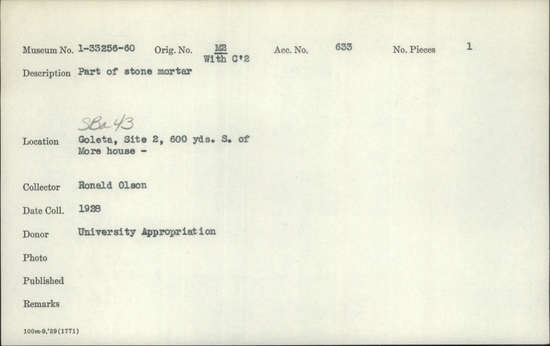 Museum No. 1-33256-60 Orig. No. M2 Acc. No. 633 No. Pieces 1
With C'2
Description Part of stone mortar
SBa 43
Location Goleta, Site 2, 600 yds. S. of
More house -
Collector Ronald Olson
Date Coll. 1928
Donor University Appropriation
Photo
Published
Remarks
100m-9,'29(1771)